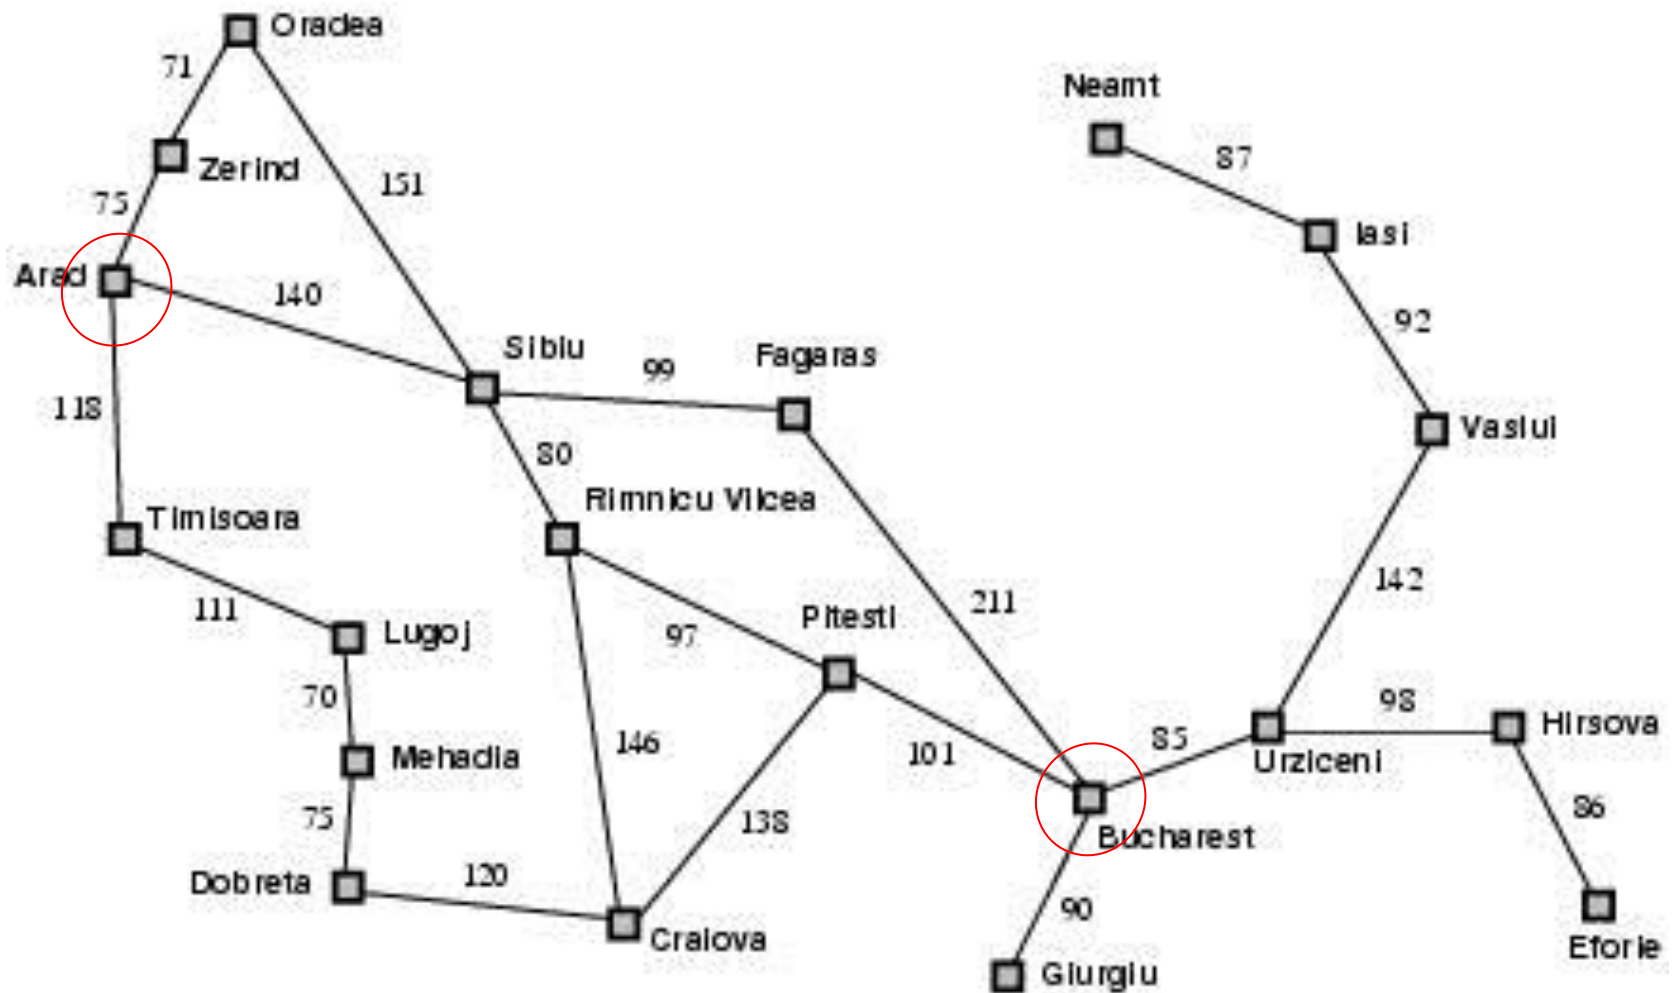 Oradea
71
Neamt
87
Zerind
151
75
Iasi
Arad
140
92
Sibiu
99
Fagaras
118
Vaslui
80
Rimnicu Vilcea
Timisoara
142
111
Pitesti
211
Lugoj
97
70
98
Hirsova
146
101
85
Mehadia
Urziceni
75
138
86
Bucharest
Dobreta
120
90
Craiova
Eforie
Giurgiu